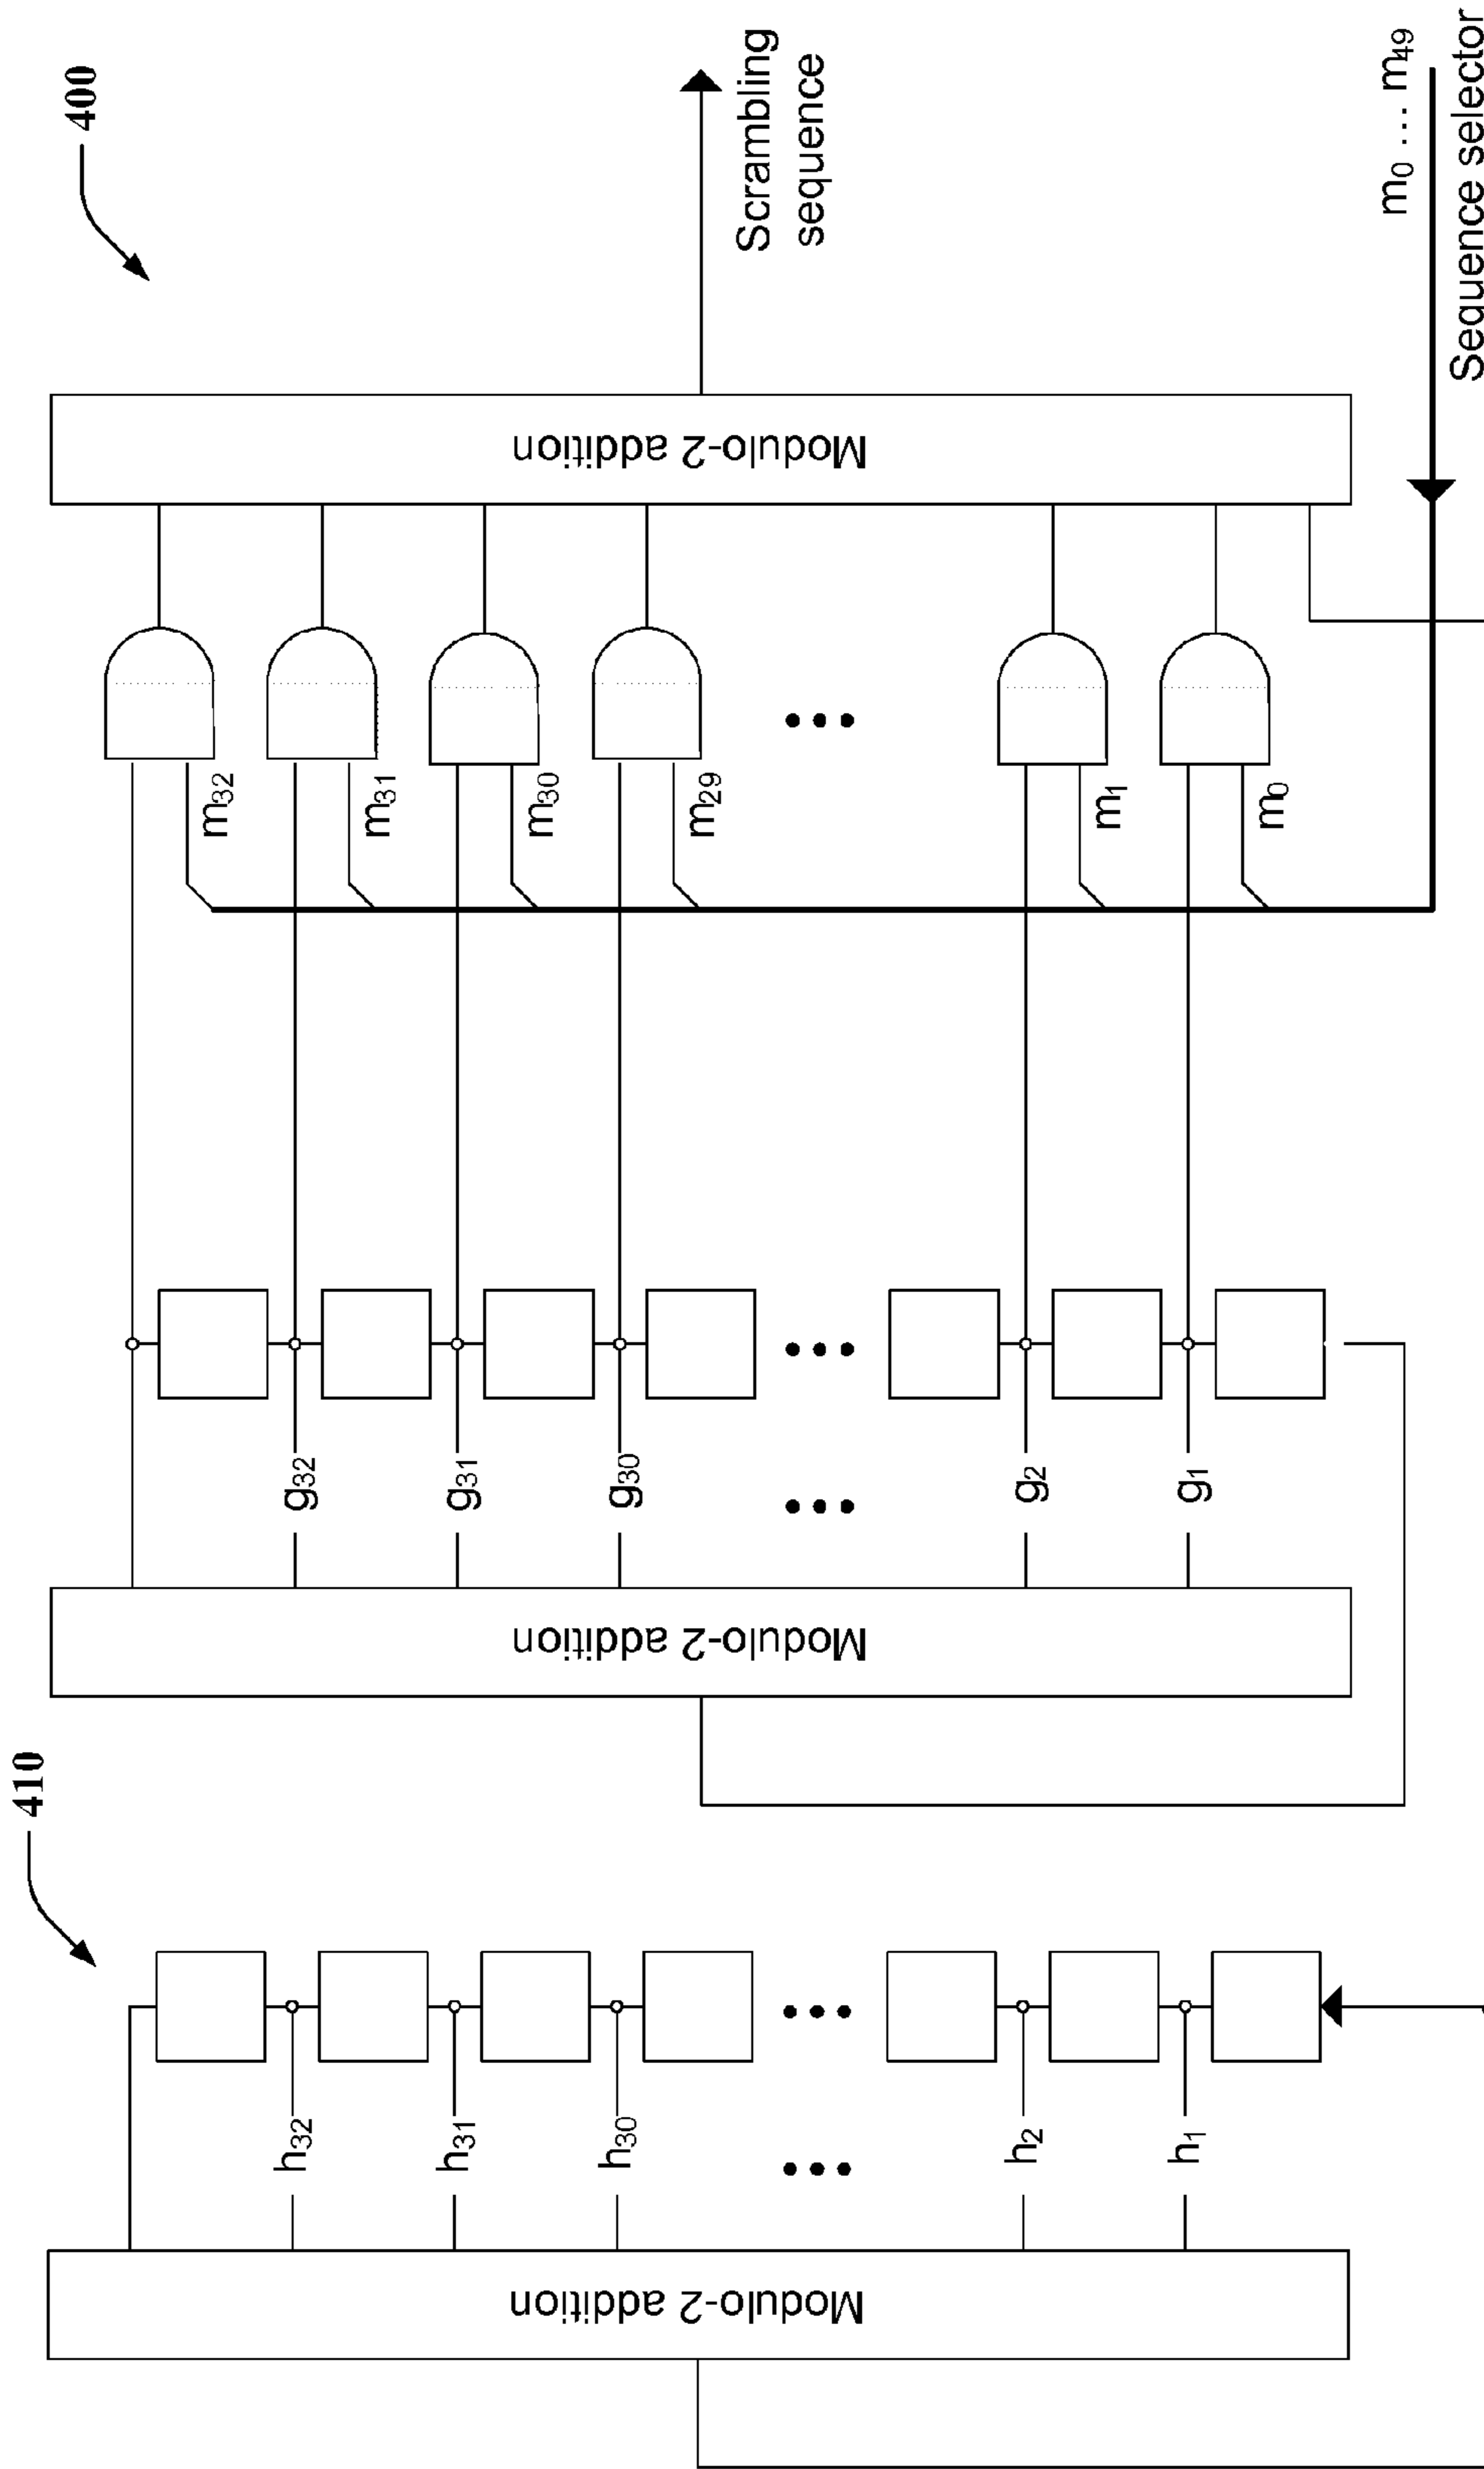 400
Scrambling
sequence
m0 ... m49
Sequence selector
Modulo-2 addition
m32
m31
m30
m29
m1
m0
g32
g31
g30
g2
g1
Modulo-2 addition
410
h32
h31
h30
h2
h1
Modulo-2 addition